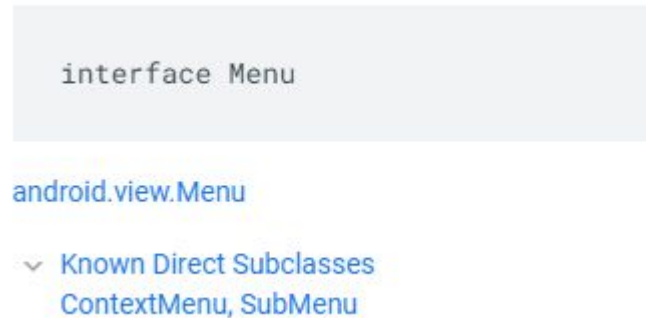 interface Menu
android.view.Menu
Known Direct Subclasses
ContextMenu, SubMenu